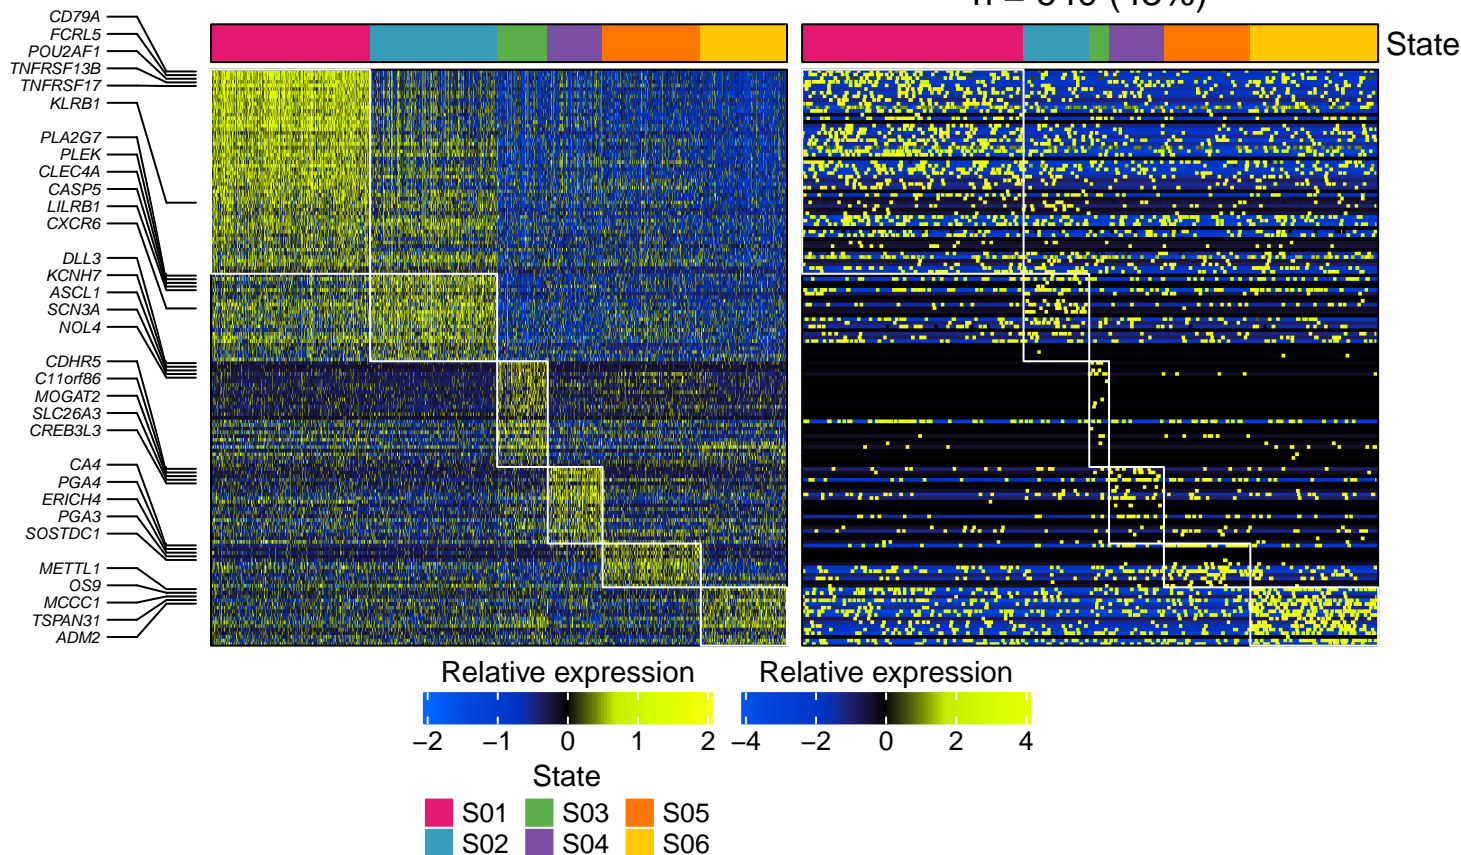 CD79A
FCRL5
POU2AF1
TNFRSF13B
TNFRSF17
KLRB1
PLA2G7
PLEK
CLEC4A
CASP5
LILRB1
CXCR6
DLL3
KCNH7
ASCL1
SCN3A
NOL4
CDHR5
C11orf86
MOGAT2
SLC26A3
CREB3L3
CA4
PGA4
ERICH4
PGA3
SOSTDC1
METTL1
OS9
MCCC1
TSPAN31
ADM2
State
Relative expression
−2 −1 0 1 2
Relative expression
−4 −2 0 2 4
State
S01 S03 S05
S02 S04 S06